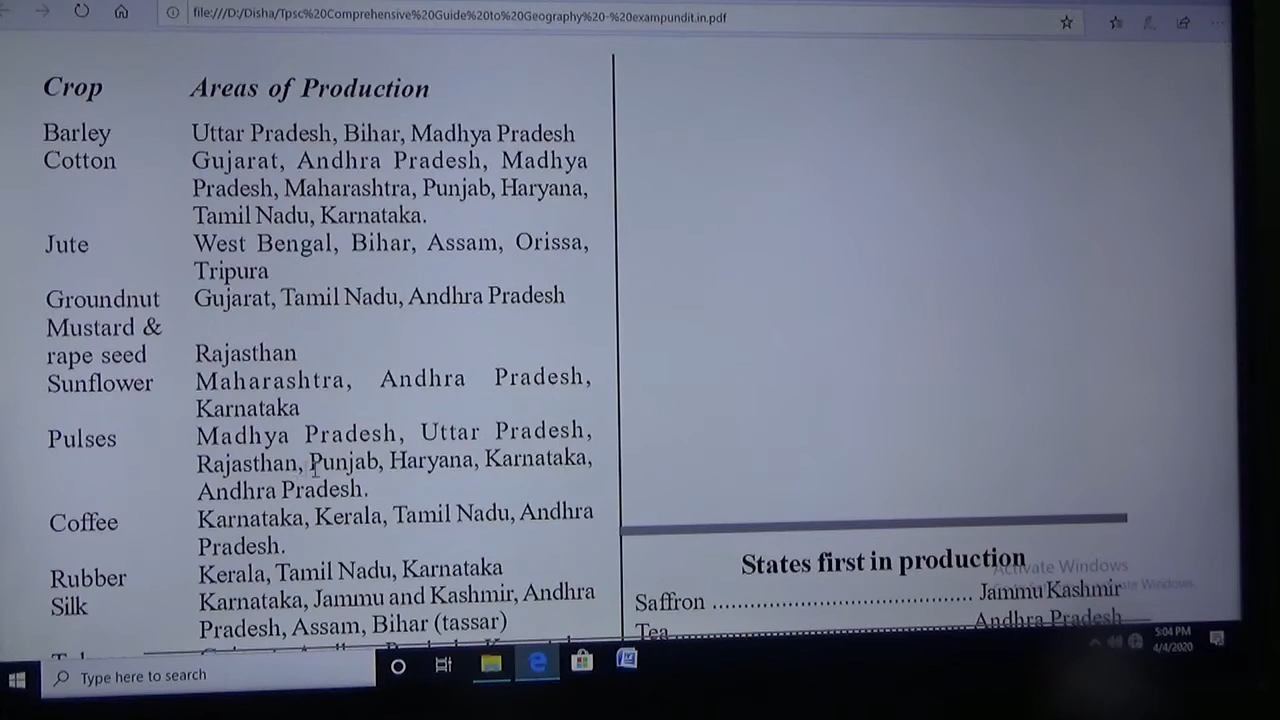 file:///D:/Disha/Tpsc%20Comprehensive%20Guide%20to%20Geography%20-%20exampundit.in.pdf
Crop Areas of Production
Barley Uttar Pradesh, Bihar, Madhya Pradesh
Cotton Gujarat, Andhra Pradesh, Madhya
Pradesh, Maharashtra, Punjab, Haryana,
Tamil Nadu, Karnataka.
Jute West Bengal, Bihar, Assam, Orissa,
Tripura
Groundnut Gujarat, Tamil Nadu, Andhra Pradesh
Mustard &
rape seed Rajasthan
Sunflower Maharashtra, Andhra Pradesh,
Karnataka
Pulses Madhya Pradesh, Uttar Pradesh,
Rajasthan, Punjab, Haryana, Karnataka,
Andhra Pradesh.
Coffee Karnataka, Kerala, Tamil Nadu, Andhra
Pradesh.
Rubber Kerala, Tamil Nadu, Karnataka
Silk Karnataka, Jammu and Kashmir, Andhra
Pradesh, Assam, Bihar (tassar)
States first in production
Saffron ........................................ Jammu Kashmir
Tea ........................................ Andhra Pradesh
Activate Windows
Windows.
Type here to search
5:04 PM
4/4/2020